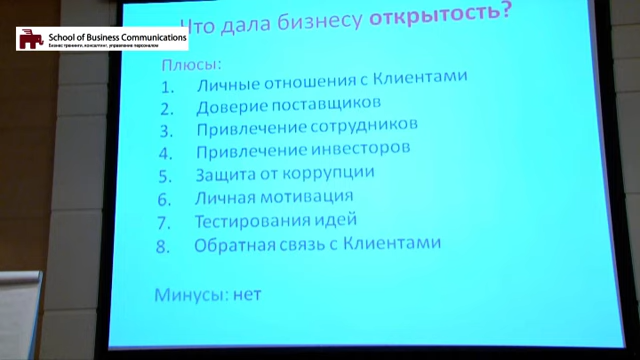 School of Business Communications
Бизнес тренинги, консалтинг, управление персоналом
Что дала бизнесу открытость?
Плюсы:
1. Личные отношения с Клиентами
2. Доверие поставщиков
3. Привлечение сотрудников
4. Привлечение инвесторов
5. Защита от коррупции
6. Личная мотивация
7. Тестирования идей
8. Обратная связь с Клиентами
Минусы: нет